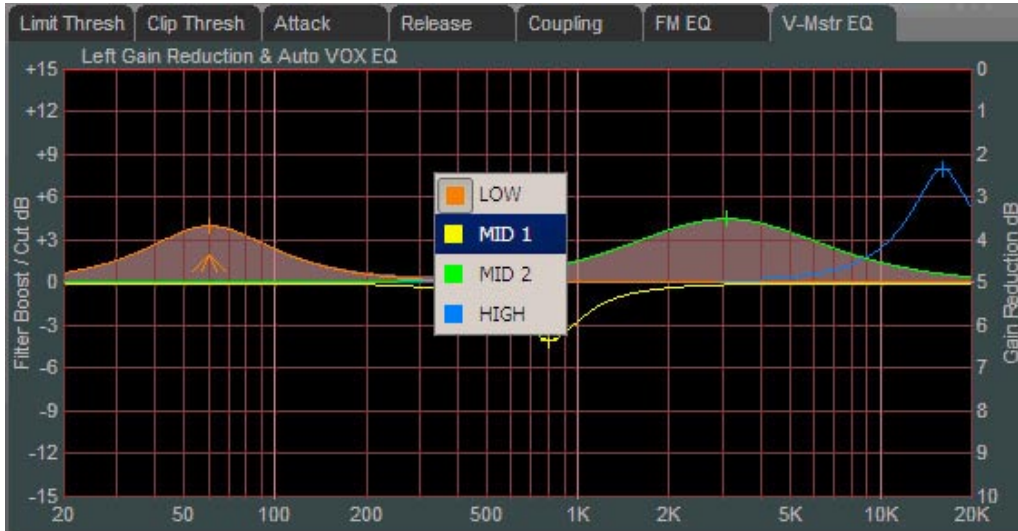 Limit Thresh Clip Thresh Attack Release Coupling FM EQ V-Mstr EQ
Left Gain Reduction & Auto VOX EQ
+15 0
+12 1
+9 2
+6 3
+3 4
0 5
-3 6
-6 7
-9 8
-12 9
-15 10
Filter Boost / Cut dB
Gain Reduction dB
LOW
MID 1
MID 2
HIGH
20 50 100 200 500 1K 2K 5K 10K 20K